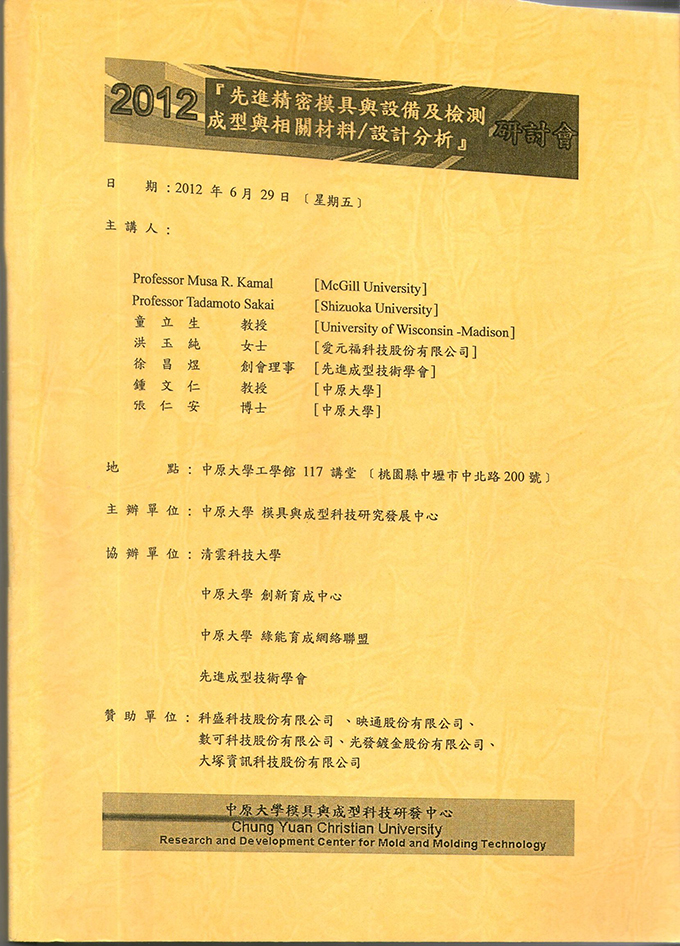 2012
『先進精密模具與設備及檢測
成型與相關材料/設計分析』
研討會
日 期：2012 年 6 月 29 日 〔星期五〕
主 講 人：
Professor Musa R. Kamal [McGill University]
Professor Tadamoto Sakai [Shizuoka University]
童 立 生 教授 [University of Wisconsin -Madison]
洪 玉 純 女士 [愛元福科技股份有限公司]
徐 昌 煜 創會理事 [先進成型技術學會]
鍾 文 仁 教授 [中原大學]
張 仁 安 博士 [中原大學]
地 點：中原大學工學館 117 講堂 〔桃園縣中壢市中北路200號〕
主 辦 單 位：中原大學 模具與成型科技研究發展中心
協 辦 單 位：清雲科技大學
中原大學 創新育成中心
中原大學 綠能育成網絡聯盟
先進成型技術學會
贊 助 單 位：科盛科技股份有限公司 、映通股份有限公司、
數可科技股份有限公司、光發鍍金股份有限公司、
大塚資訊科技股份有限公司
中原大學模具與成型科技研發中心
Chung Yuan Christian University
Research and Development Center for Mold and Molding Technology